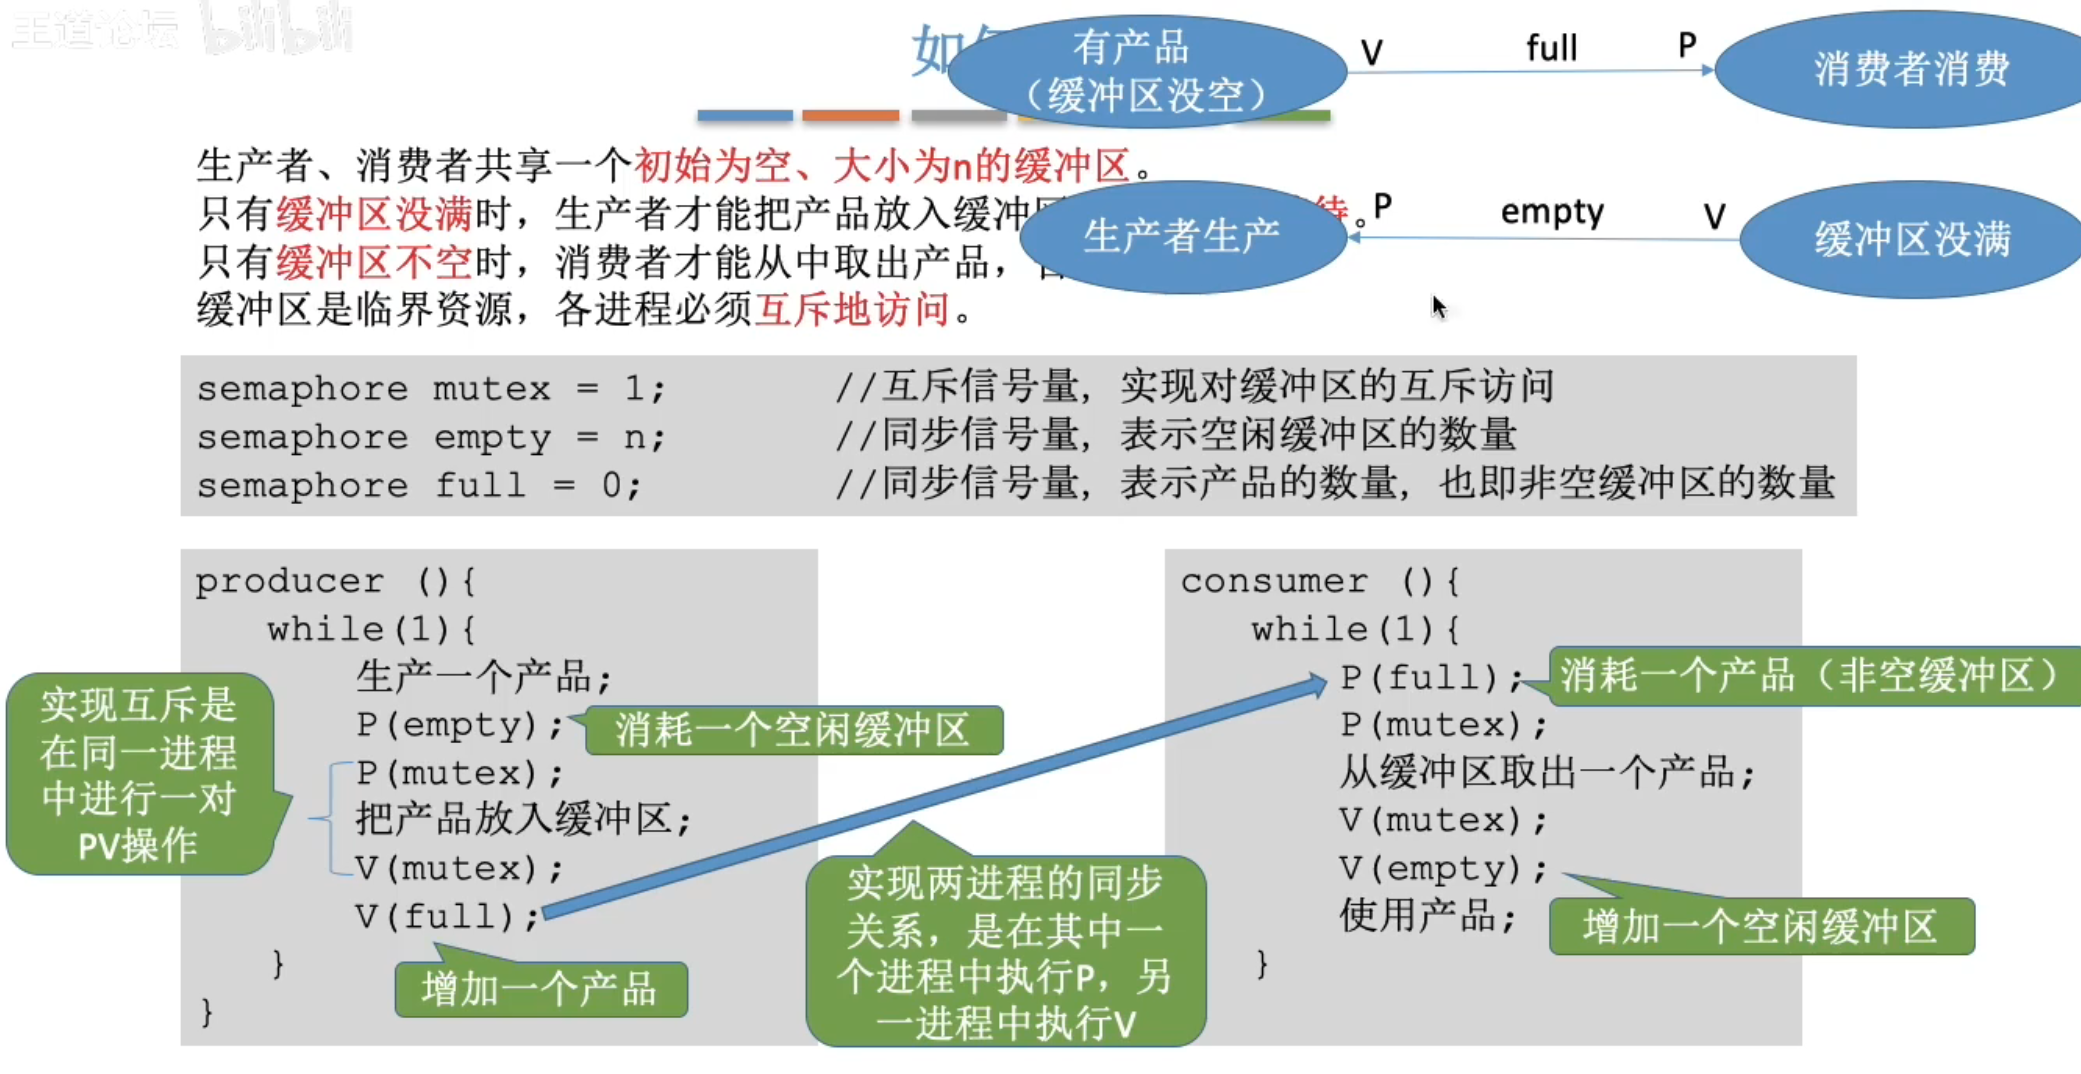 王道论坛 bilibili
如
有产品
（缓冲区没空）
V full P
消费者消费
生产者、消费者共享一个初始为空、大小为n的缓冲区。
只有缓冲区没满时，生产者才能把产品放入缓冲
待。
P empty V
生产者生产
缓冲区没满
只有缓冲区不空时，消费者才能从中取出产品，
缓冲区是临界资源，各进程必须互斥地访问。
semaphore mutex = 1; //互斥信号量，实现对缓冲区的互斥访问
semaphore empty = n; //同步信号量，表示空闲缓冲区的数量
semaphore full = 0; //同步信号量，表示产品的数量，也即非空缓冲区的数量
producer (){
while(1){
生产一个产品;
P(empty);
P(mutex);
把产品放入缓冲区;
V(mutex);
V(full);
}
}
实现互斥是
在同一进程
中进行一对
PV操作
消耗一个空闲缓冲区
增加一个产品
实现两进程的同步
关系，是在其中一
个进程中执行P，另
一进程中执行V
consumer (){
while(1){
P(full);
P(mutex);
从缓冲区取出一个产品;
V(mutex);
V(empty);
使用产品;
}
消耗一个产品（非空缓冲区）
增加一个空闲缓冲区